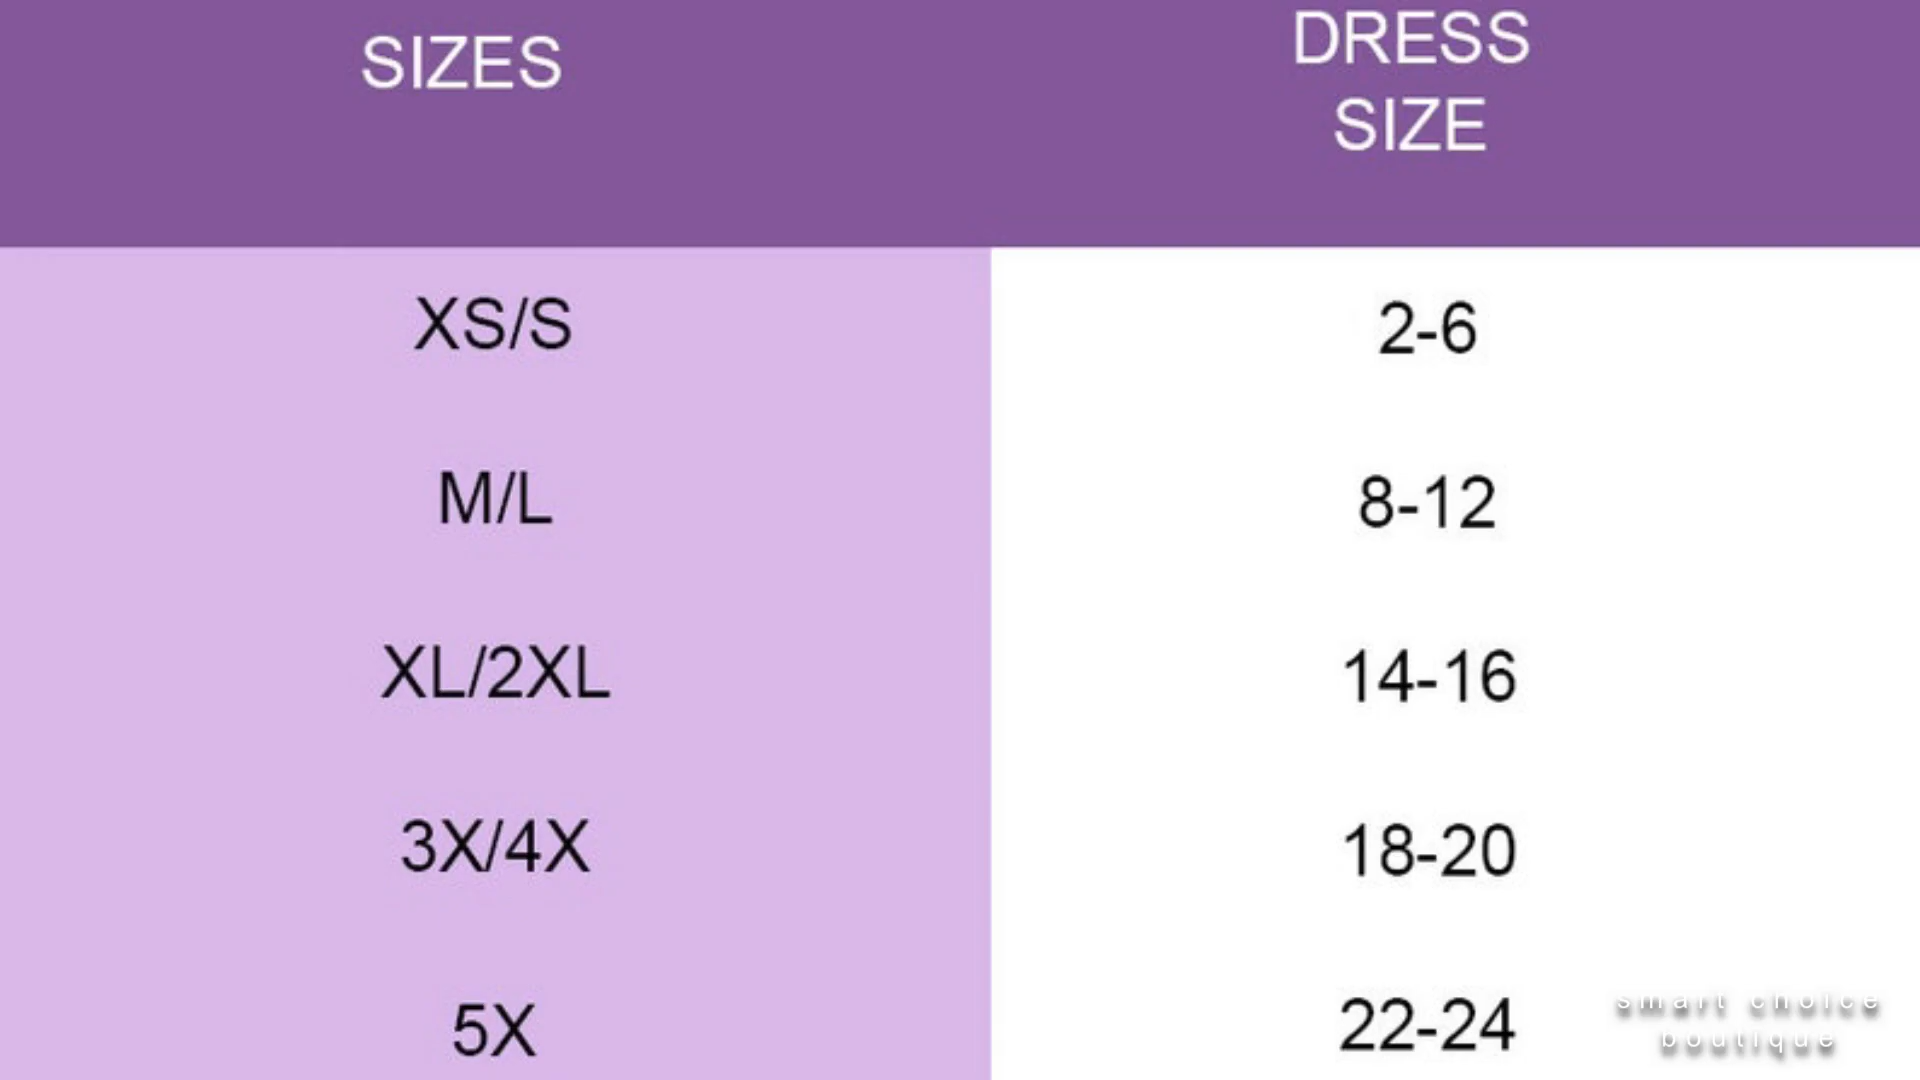 SIZES
DRESS
SIZE
XS/S
2-6
M/L
8-12
XL/2XL
14-16
3X/4X
18-20
5X
22-24
smart choice
boutique